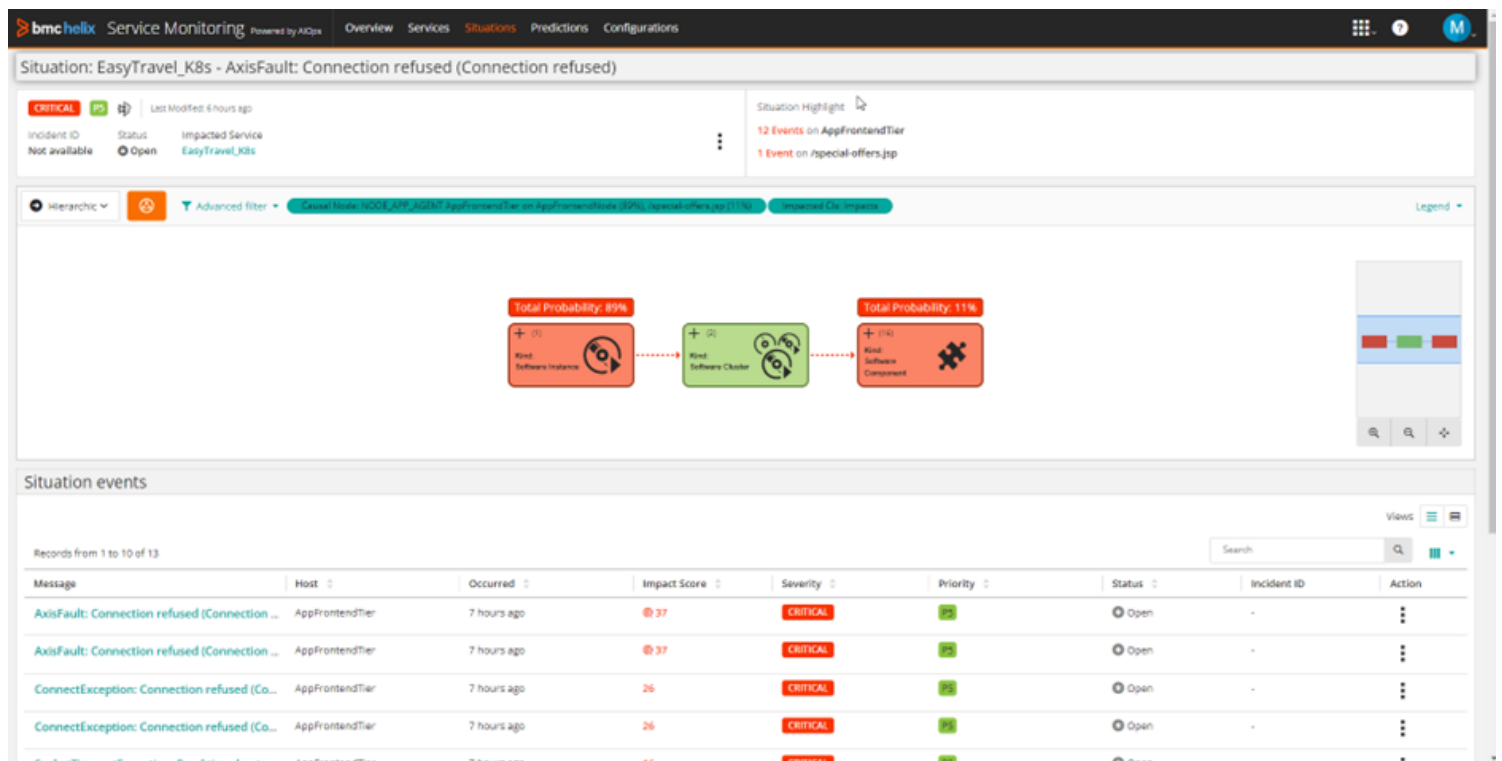 bmchelix Service Monitoring Powered by AIOps Overview Services Situations Predictions Configurations ? M
Situation: EasyTravel_K8s - AxisFault: Connection refused (Connection refused)
CRITICAL P5 Last Modified: 6 hours ago
Incident ID Status Impacted Service
Not available Open EasyTravel_K8s
Situation Highlight
12 Events on AppFrontendTier
1 Event on /special-offers.jsp
Hierarchic Advanced filter Causal Node: NODE_APP_AGENT AppFrontendTier on AppFrontendNode (89%), /special-offers.jsp (11%) Impacted CIs: Impacts Legend
Total Probability: 89% Total Probability: 11%
(1) (2) (16)
Kind: Software Instance
Kind: Software Cluster
Kind: Software Component
Situation events
Views
Records from 1 to 10 of 13 Search
Message Host Occurred Impact Score Severity Priority Status Incident ID Action
AxisFault: Connection refused (Connection ... AppFrontendTier 7 hours ago 37 CRITICAL P5 Open -
AxisFault: Connection refused (Connection ... AppFrontendTier 7 hours ago 37 CRITICAL P5 Open -
ConnectException: Connection refused (Co... AppFrontendTier 7 hours ago 26 CRITICAL P5 Open -
ConnectException: Connection refused (Co... AppFrontendTier 7 hours ago 26 CRITICAL P5 Open -